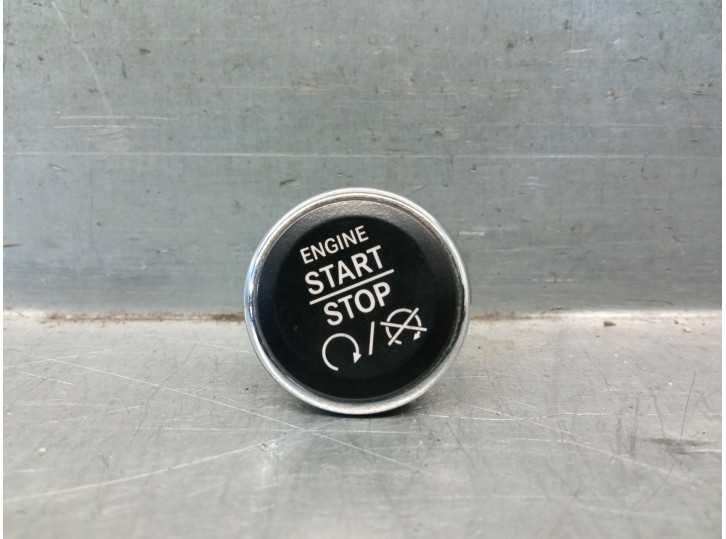 ENGINE
START
STOP
/